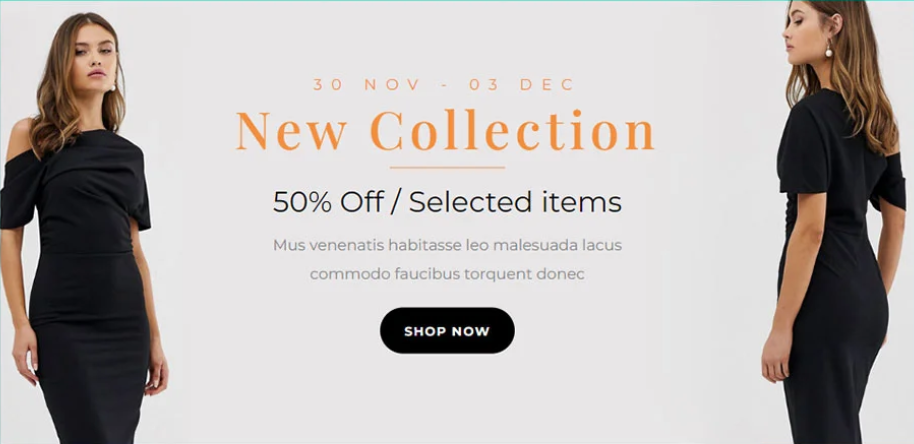 30 NOV - 03 DEC
New Collection
50% Off / Selected items
Mus venenatis habitasse leo malesuada lacus
commodo faucibus torquent donec
SHOP NOW